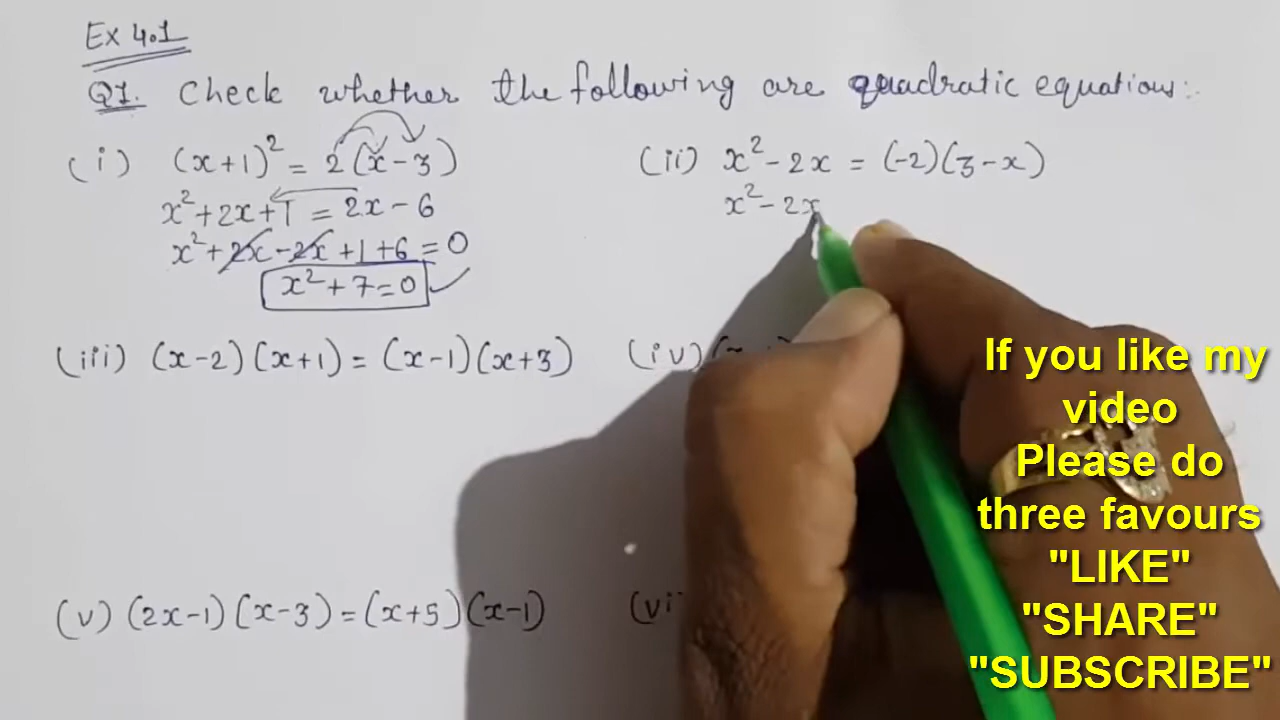 Ex 4.1
Q1. Check whether the following are quadratic equations:
(i) (x+1)² = 2(x-3)
x²+2x+1 = 2x-6
x²+2x-2x+1+6=0
x²+7=0
(ii) x²-2x = (-2)(3-x)
x²-2x
(iii) (x-2)(x+1)=(x-1)(x+3)
(iv)
(v) (2x-1)(x-3)=(x+5)(x-1)
(vi
If you like my
video
Please do
three favours
"LIKE"
"SHARE"
"SUBSCRIBE"